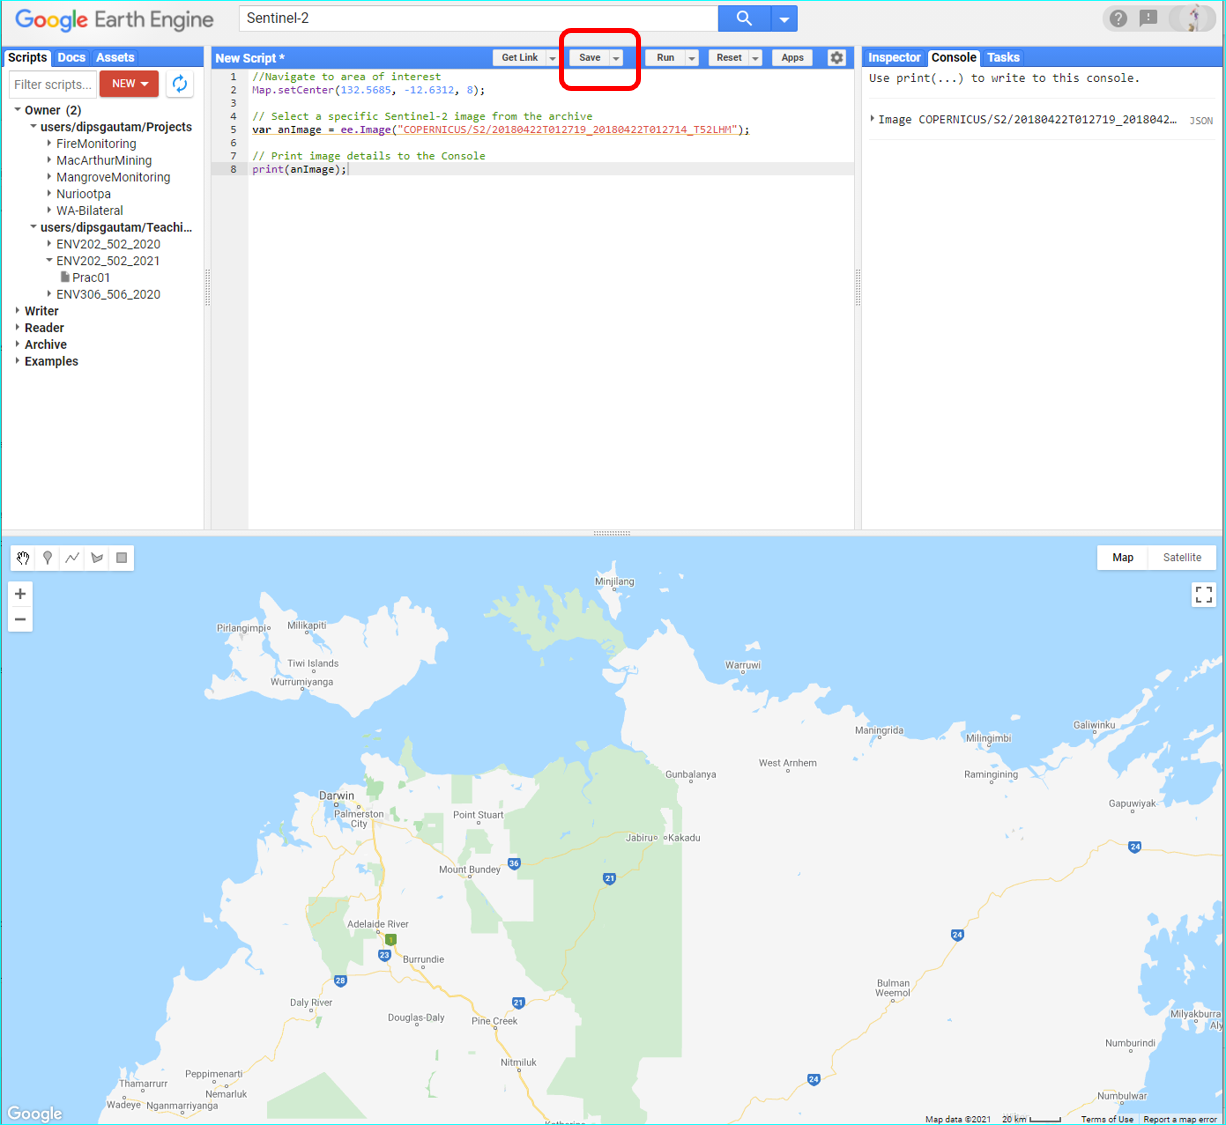 Google Earth Engine
Sentinel-2
Scripts Docs Assets
Filter scripts...
NEW
Owner (2)
users/dipsgautam/Projects
FireMonitoring
MacArthurMining
MangroveMonitoring
Nuriootpa
WA-Bilateral
users/dipsgautam/Teachi...
ENV202_502_2020
ENV202_502_2021
Prac01
ENV306_506_2020
Writer
Reader
Archive
Examples
New Script *
Get Link Save Run Reset Apps
1 //Navigate to area of interest
2 Map.setCenter(132.5685, -12.6312, 8);
3
4 // Select a specific Sentinel-2 image from the archive
5 var anImage = ee.Image("COPERNICUS/S2/20180422T012719_20180422T012714_T52LHM");
6
7 // Print image details to the Console
8 print(anImage);
Inspector Console Tasks
Use print(...) to write to this console.
Image COPERNICUS/S2/20180422T012719_2018042... JSON
Map Satellite
+
−
Minjilang
Pirlangimpi
Milikapiti
Tiwi Islands
Wurrumiyanga
Warruwi
Maningrida
Milingimbi
Galiwinku
West Arnhem
Gunbalanya
Ramingining
Gapuwiyak
Darwin
Palmerston
City
Point Stuart
Jabiru
Kakadu
24
Mount Bundey
36
21
Adelaide River
1
23
24
Burrundie
28
Bulman
Weemol
Daly River
21
Douglas-Daly
Pine Creek
Milyakburra
Aly
Numburindi
Nitmiluk
Peppimenarti
24
Thamarrurr
Nemarluk
Numbulwar
Wadeye
Nganmarriyanga
Katherine
Google
Map data ©2021 20 km Terms of Use Report a map error